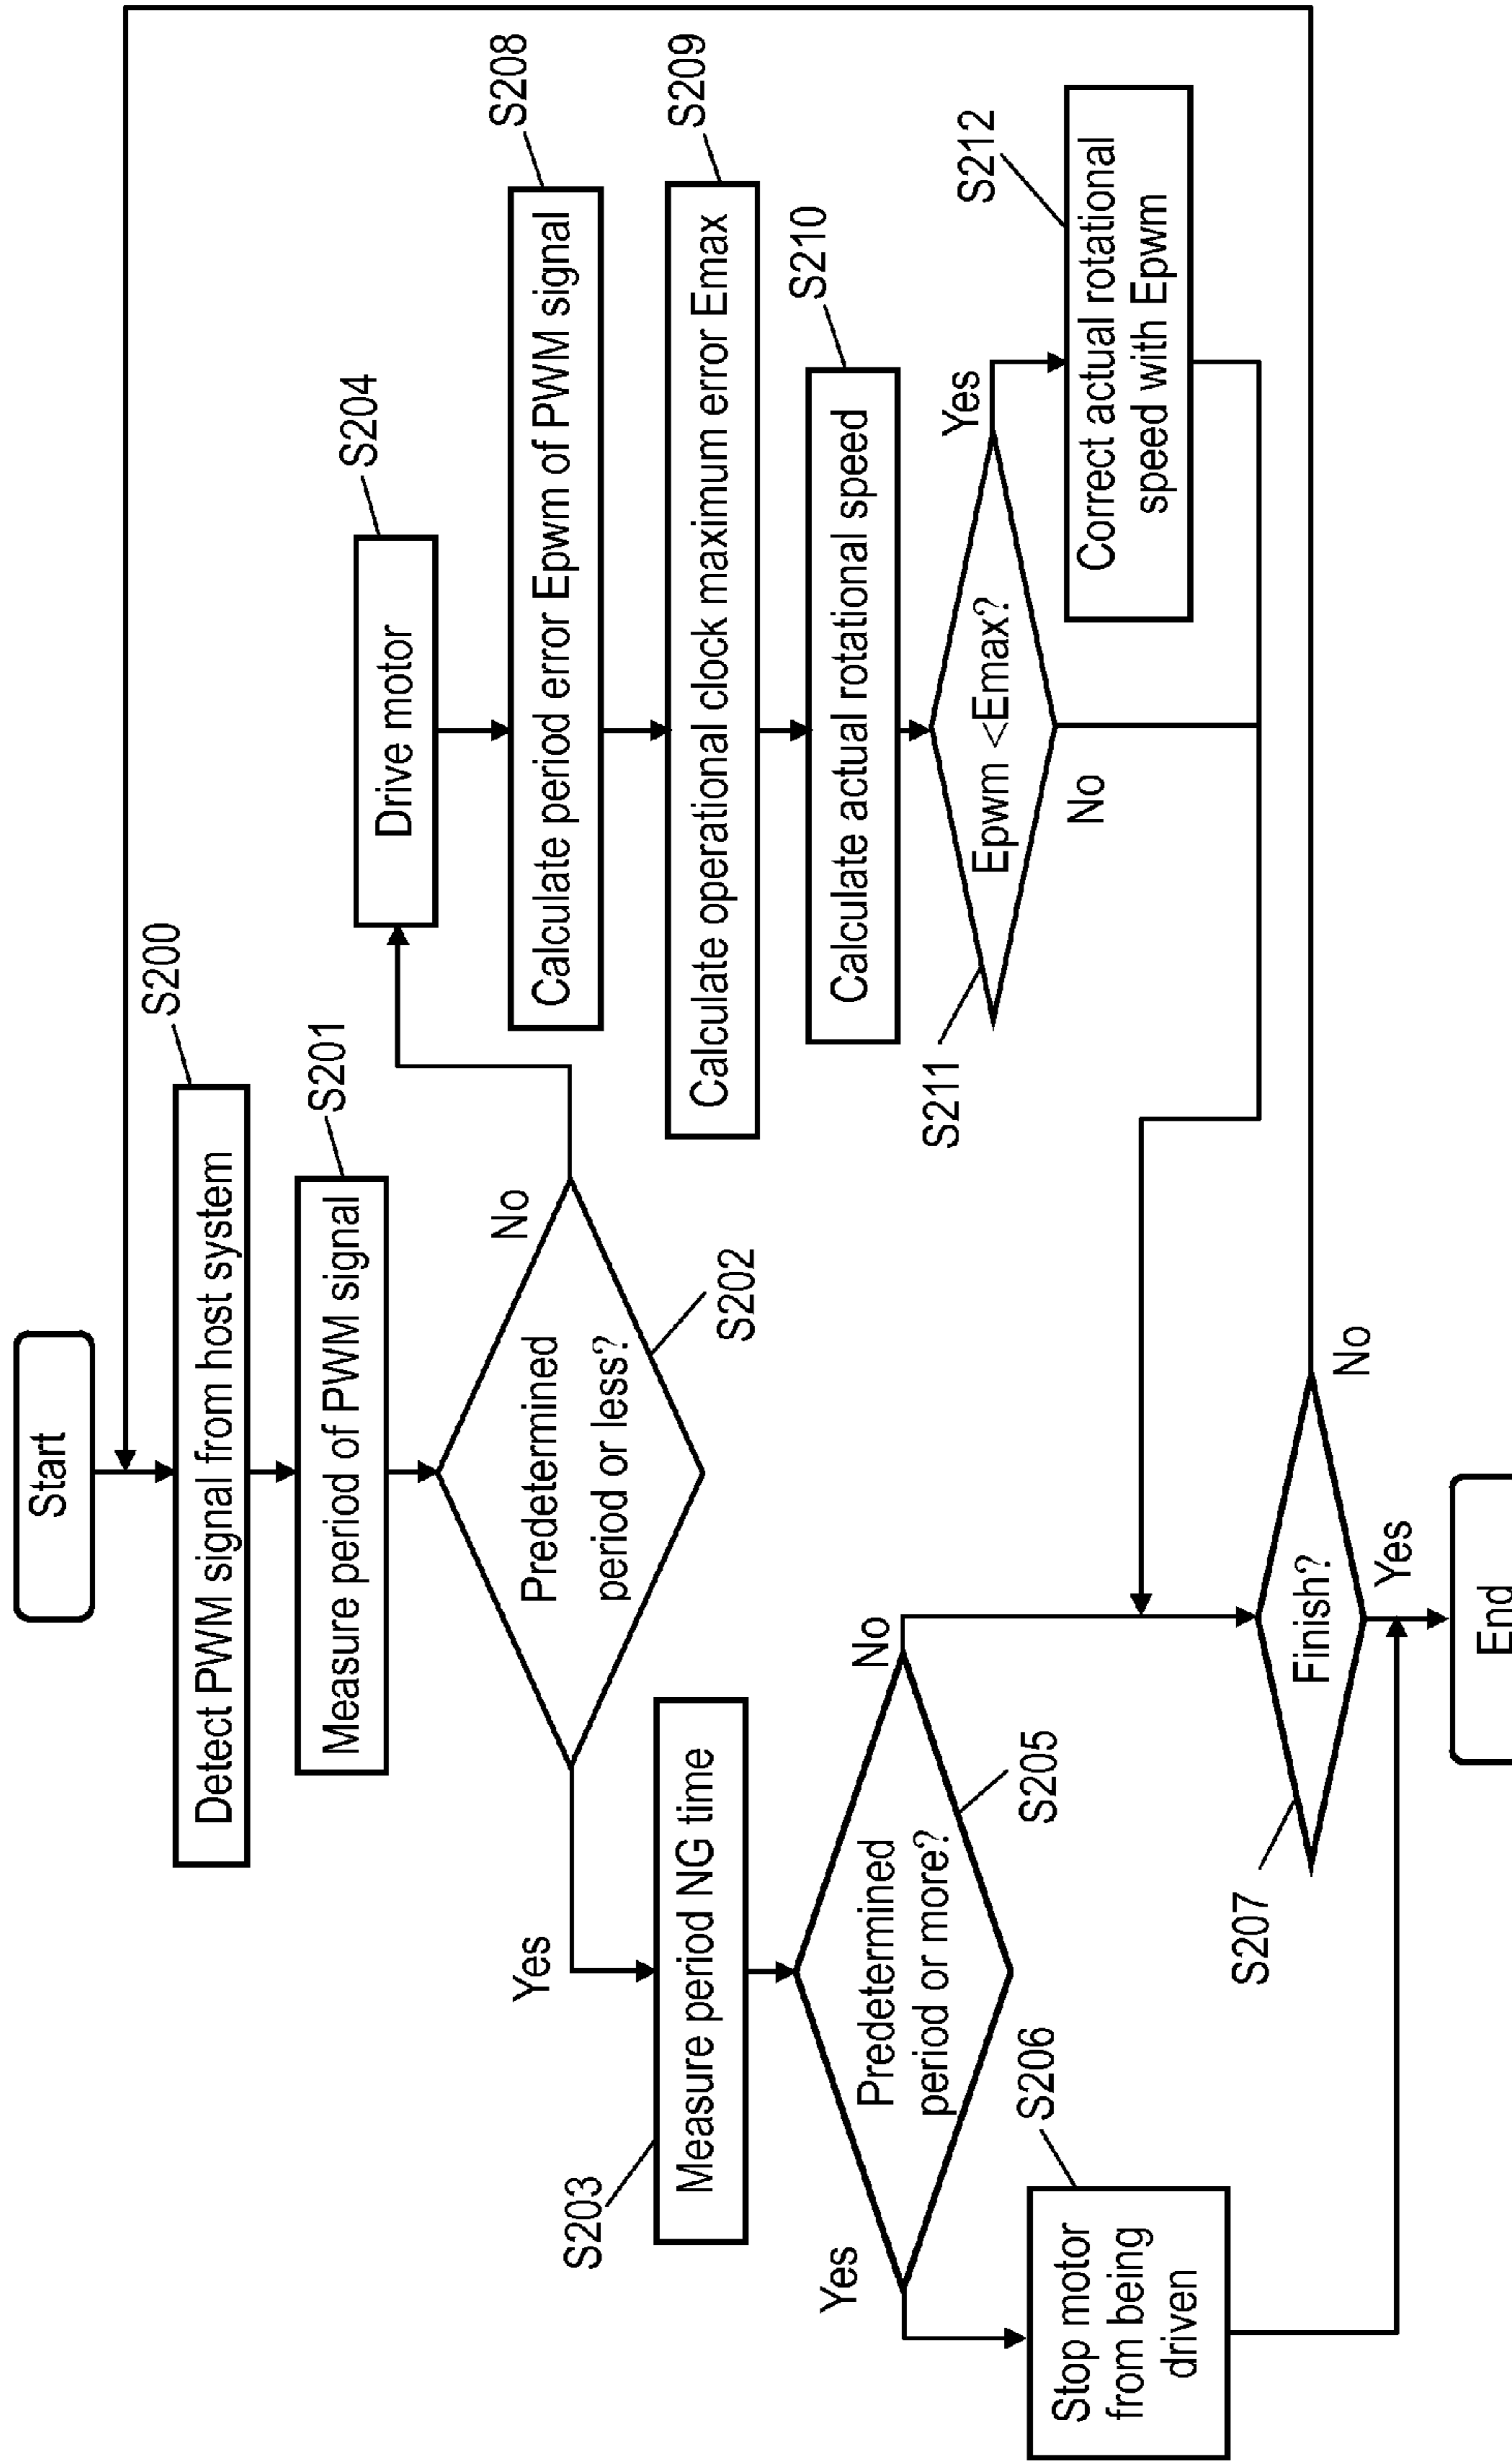 Start
S200
Detect PWM signal from host system
S201
Measure period of PWM signal
S202
Predetermined
period or less?
No
Yes
S204
Drive motor
S208
Calculate period error Epwm of PWM signal
S209
Calculate operational clock maximum error Emax
S210
Calculate actual rotational speed
S211
Epwm <Emax?
Yes
No
S212
Correct actual rotational
speed with Epwm
S203
Measure period NG time
S205
Predetermined
period or more?
No
Yes
S206
Stop motor
from being
driven
S207
Finish?
No
Yes
End